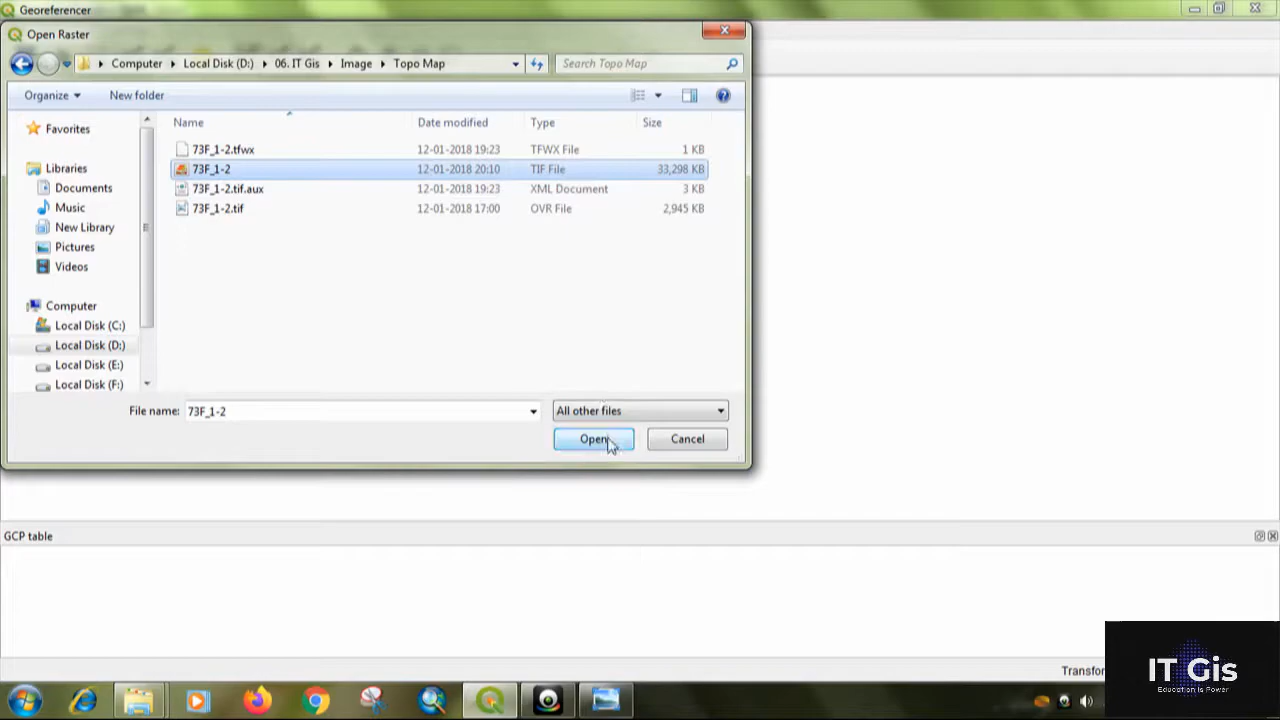 Georeferencer
Open Raster
Computer Local Disk (D:) 06. IT Gis Image Topo Map Search Topo Map
Organize New folder
Name Date modified Type Size
Favorites
Libraries
Documents
Music
New Library
Pictures
Videos
Computer
Local Disk (C:)
Local Disk (D:)
Local Disk (E:)
Local Disk (F:)
73F_1-2.tfwx 12-01-2018 19:23 TFWX File 1 KB
73F_1-2 12-01-2018 20:10 TIF File 33,298 KB
73F_1-2.tif.aux 12-01-2018 19:23 XML Document 3 KB
73F_1-2.tif 12-01-2018 17:00 OVR File 2,945 KB
File name: 73F_1-2 All other files
Open Cancel
GCP table
Transfor
IT Gis
Education is Power